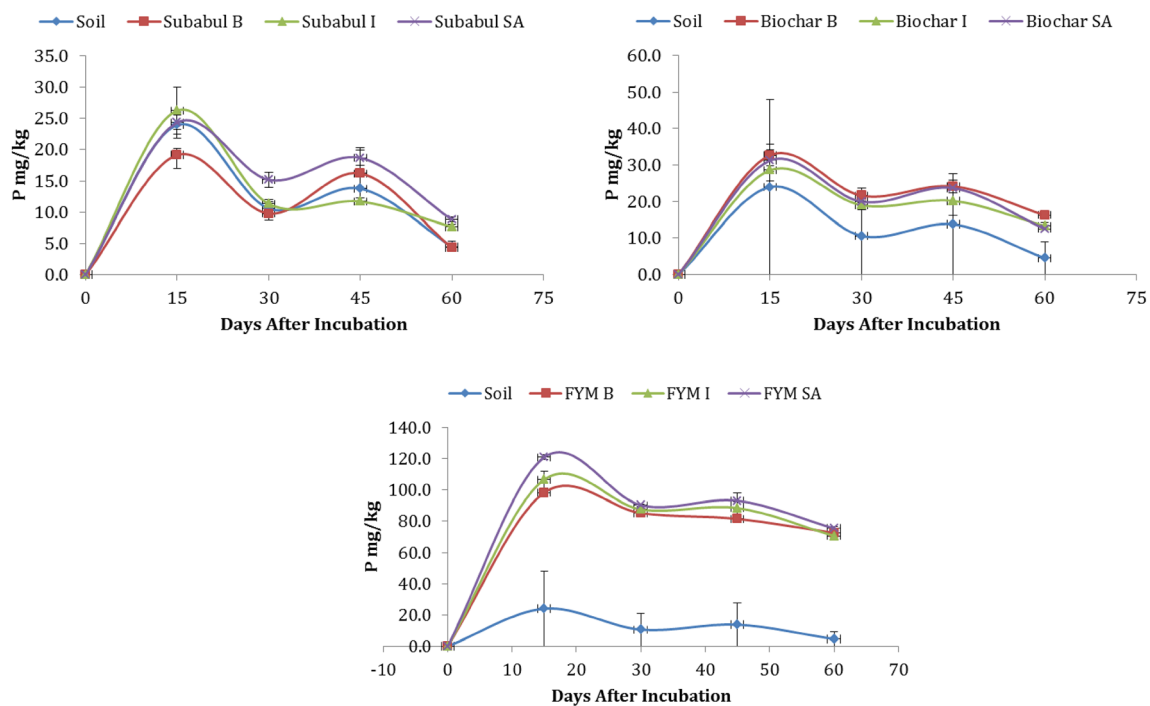 Soil Subabul B Subabul I Subabul SA
35.0
30.0
25.0
20.0
15.0
10.0
5.0
0.0
P mg/kg
0 15 30 45 60 75
Days After Incubation
Soil Biochar B Biochar I Biochar SA
60.0
50.0
40.0
30.0
20.0
10.0
0.0
P mg/kg
0 15 30 45 60 75
Days After Incubation
Soil FYM B FYM I FYM SA
140.0
120.0
100.0
80.0
60.0
40.0
20.0
0.0
P mg/kg
-10 0 10 20 30 40 50 60 70
Days After Incubation